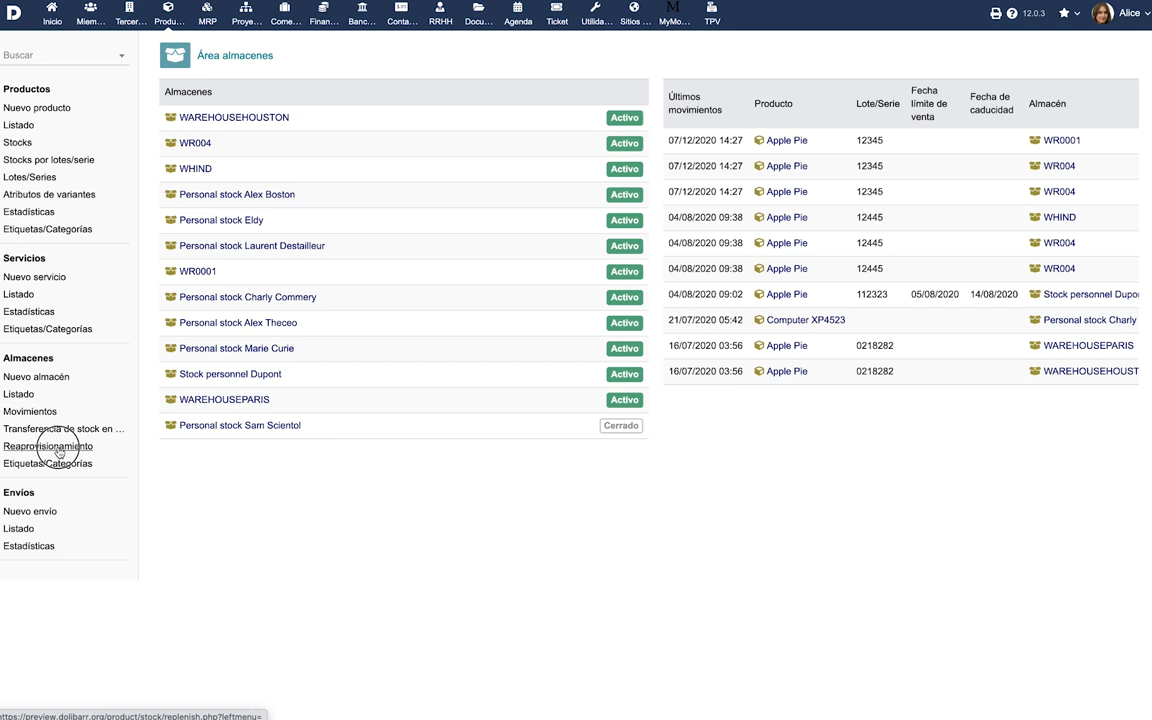 D
Inicio
Miem...
Tercer...
Produ...
MRP
Proye...
Come...
Finan...
Banc...
Conta...
RRHH
Docu...
Agenda
Ticket
Utilida...
Sitios ...
M
MyMo...
TPV
12.0.3
Alice
Buscar
Productos
Nuevo producto
Listado
Stocks
Stocks por lotes/serie
Lotes/Series
Atributos de variantes
Estadísticas
Etiquetas/Categorías
Servicios
Nuevo servicio
Listado
Estadísticas
Etiquetas/Categorías
Almacenes
Nuevo almacén
Listado
Movimientos
Transferencia de stock en ...
Reaprovisionamiento
Etiquetas/Categorías
Envíos
Nuevo envío
Listado
Estadísticas
Área almacenes
Almacenes
WAREHOUSEHOUSTON Activo
WR004 Activo
WHIND Activo
Personal stock Alex Boston Activo
Personal stock Eldy Activo
Personal stock Laurent Destailleur Activo
WR0001 Activo
Personal stock Charly Commery Activo
Personal stock Alex Theceo Activo
Personal stock Marie Curie Activo
Stock personnel Dupont Activo
WAREHOUSEPARIS Activo
Personal stock Sam Scientol Cerrado
Últimos movimientos Producto Lote/Serie Fecha límite de venta Fecha de caducidad Almacén
07/12/2020 14:27 Apple Pie 12345 WR0001
07/12/2020 14:27 Apple Pie 12345 WR004
07/12/2020 14:27 Apple Pie 12345 WR004
04/08/2020 09:38 Apple Pie 12445 WHIND
04/08/2020 09:38 Apple Pie 12445 WR004
04/08/2020 09:38 Apple Pie 12445 WR004
04/08/2020 09:02 Apple Pie 112323 05/08/2020 14/08/2020 Stock personnel Dupo
21/07/2020 05:42 Computer XP4523 Personal stock Charly
16/07/2020 03:56 Apple Pie 0218282 WAREHOUSEPARIS
16/07/2020 03:56 Apple Pie 0218282 WAREHOUSEHOUST
https://preview.dolibarr.org/product/stock/replenish.php?leftmenu=